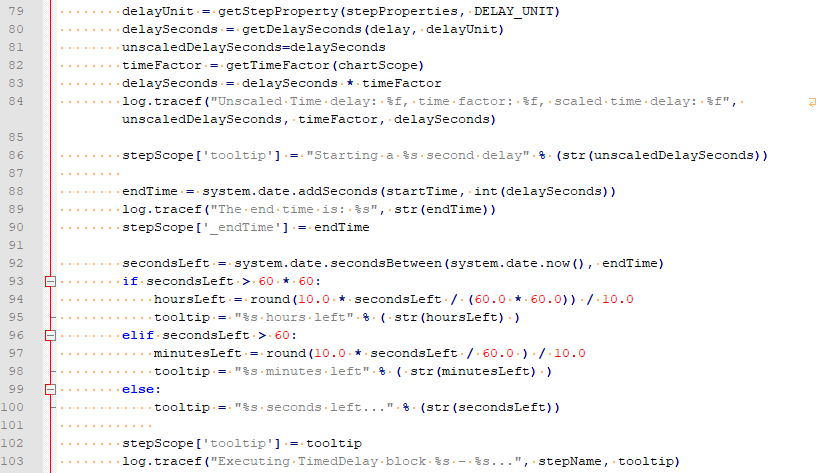 79 delayUnit = getStepProperty(stepProperties, DELAY_UNIT)
80 delaySeconds = getDelaySeconds(delay, delayUnit)
81 unscaledDelaySeconds=delaySeconds
82 timeFactor = getTimeFactor(chartScope)
83 delaySeconds = delaySeconds * timeFactor
84 log.tracef("Unscaled Time delay: %f, time factor: %f, scaled time delay: %f",
unscaledDelaySeconds, timeFactor, delaySeconds)
85
86 stepScope['tooltip'] = "Starting a %s second delay" % (str(unscaledDelaySeconds))
87
88 endTime = system.date.addSeconds(startTime, int(delaySeconds))
89 log.tracef("The end time is: %s", str(endTime))
90 stepScope['_endTime'] = endTime
91
92 secondsLeft = system.date.secondsBetween(system.date.now(), endTime)
93 if secondsLeft > 60 * 60:
94 hoursLeft = round(10.0 * secondsLeft / (60.0 * 60.0)) / 10.0
95 tooltip = "%s hours left" % ( str(hoursLeft) )
96 elif secondsLeft > 60:
97 minutesLeft = round(10.0 * secondsLeft / 60.0 ) / 10.0
98 tooltip = "%s minutes left" % ( str(minutesLeft) )
99 else:
100 tooltip = "%s seconds left..." % (str(secondsLeft))
101
102 stepScope['tooltip'] = tooltip
103 log.tracef("Executing TimedDelay block %s - %s...", stepName, tooltip)